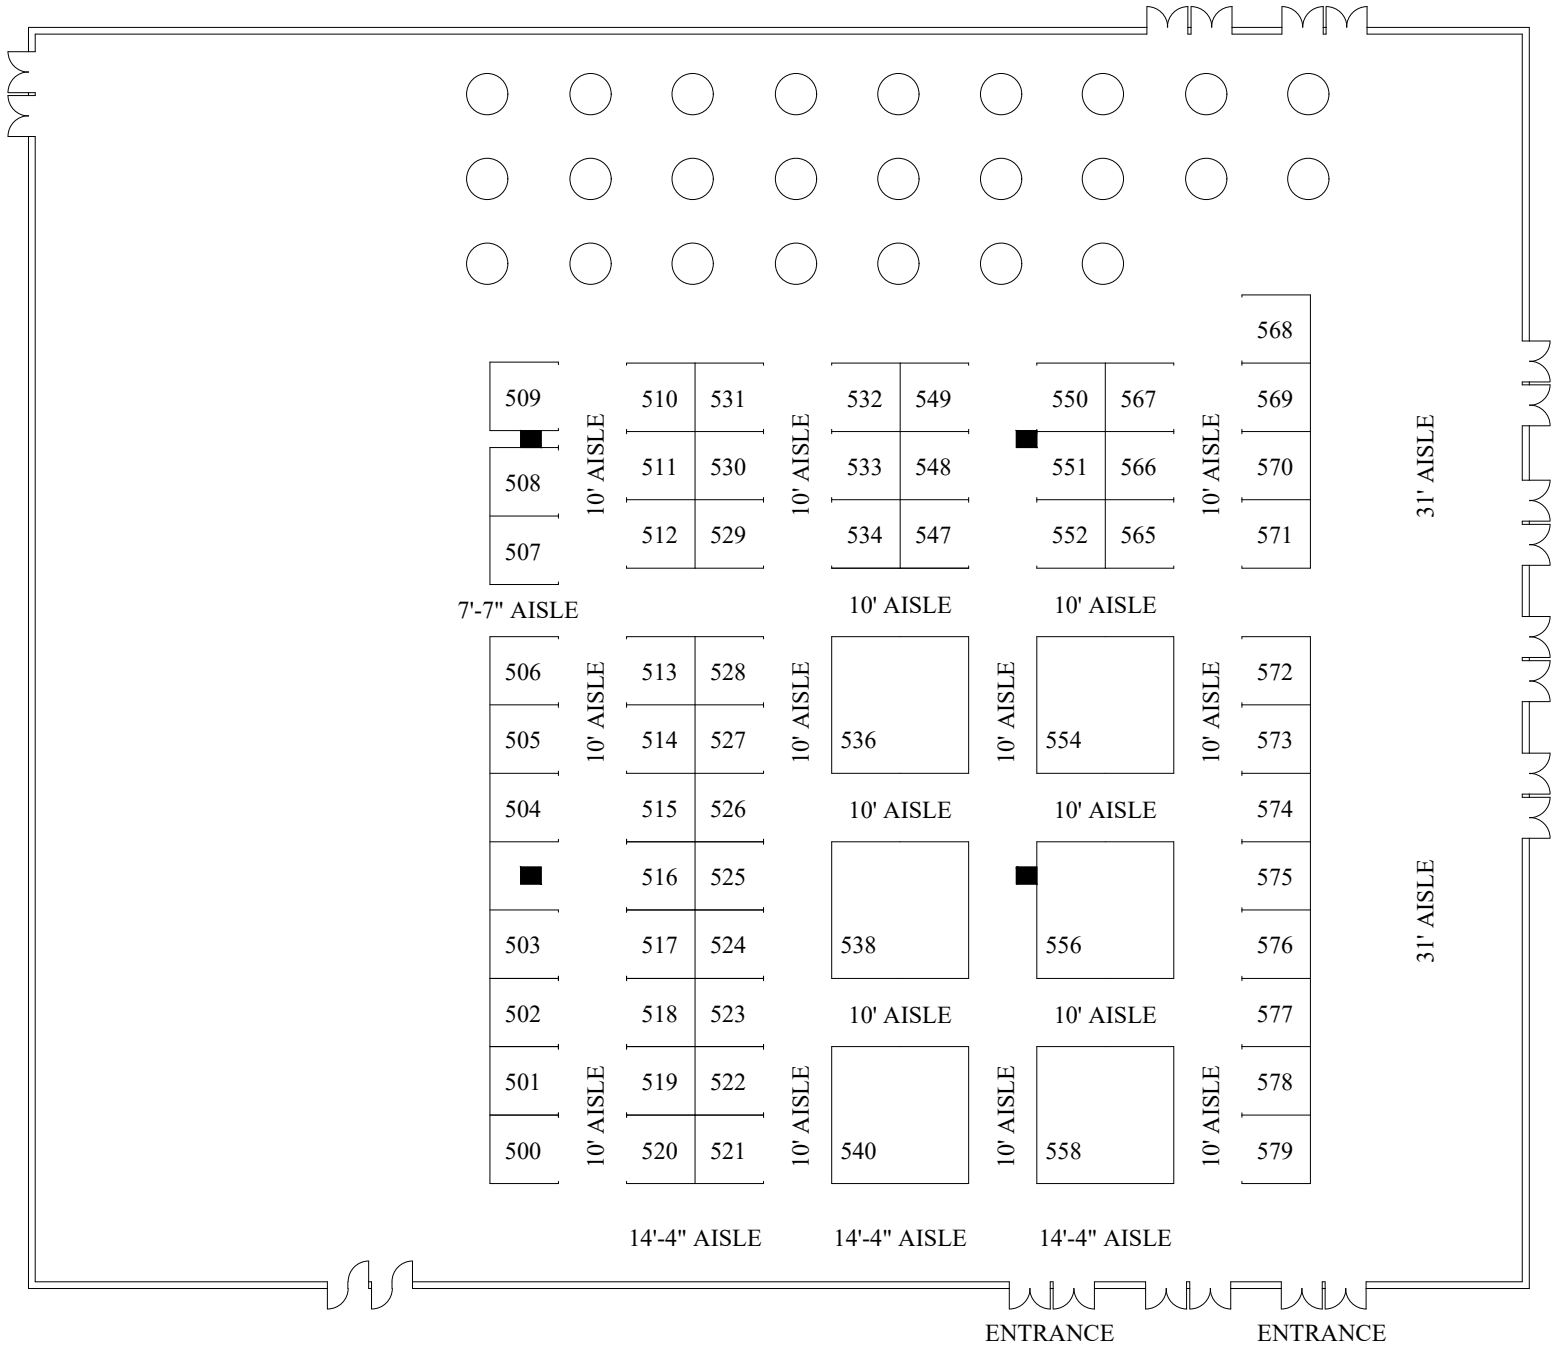 568
509 510 531 532 549 550 567 569
10' AISLE 10' AISLE 10' AISLE 31' AISLE
508 511 530 533 548 551 566 570
507 512 529 534 547 552 565 571
7'-7" AISLE 10' AISLE 10' AISLE
506 513 528 572
10' AISLE 10' AISLE 10' AISLE 10' AISLE
505 514 527 536 554 573
504 515 526 10' AISLE 10' AISLE 574
516 525 575
31' AISLE
503 517 524 538 556 576
502 518 523 10' AISLE 10' AISLE 577
501 519 522 578
10' AISLE 10' AISLE 10' AISLE 10' AISLE
500 520 521 540 558 579
14'-4" AISLE 14'-4" AISLE 14'-4" AISLE
ENTRANCE ENTRANCE